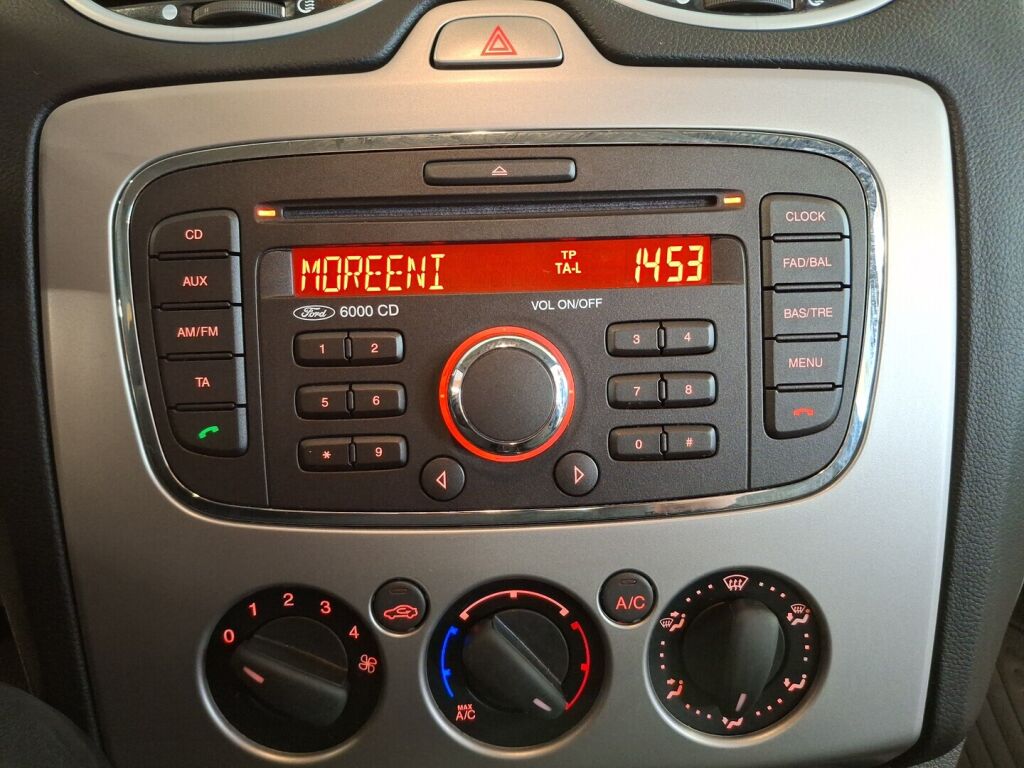 CD
AUX
AM/FM
TA
MOREENI
TP
TA-L
1453
Ford 6000 CD
VOL ON/OFF
1 2
3 4
5 6
7 8
* 9
0 #
CLOCK
FAD/BAL
BAS/TRE
MENU
0 1 2 3 4
MAX
A/C
A/C